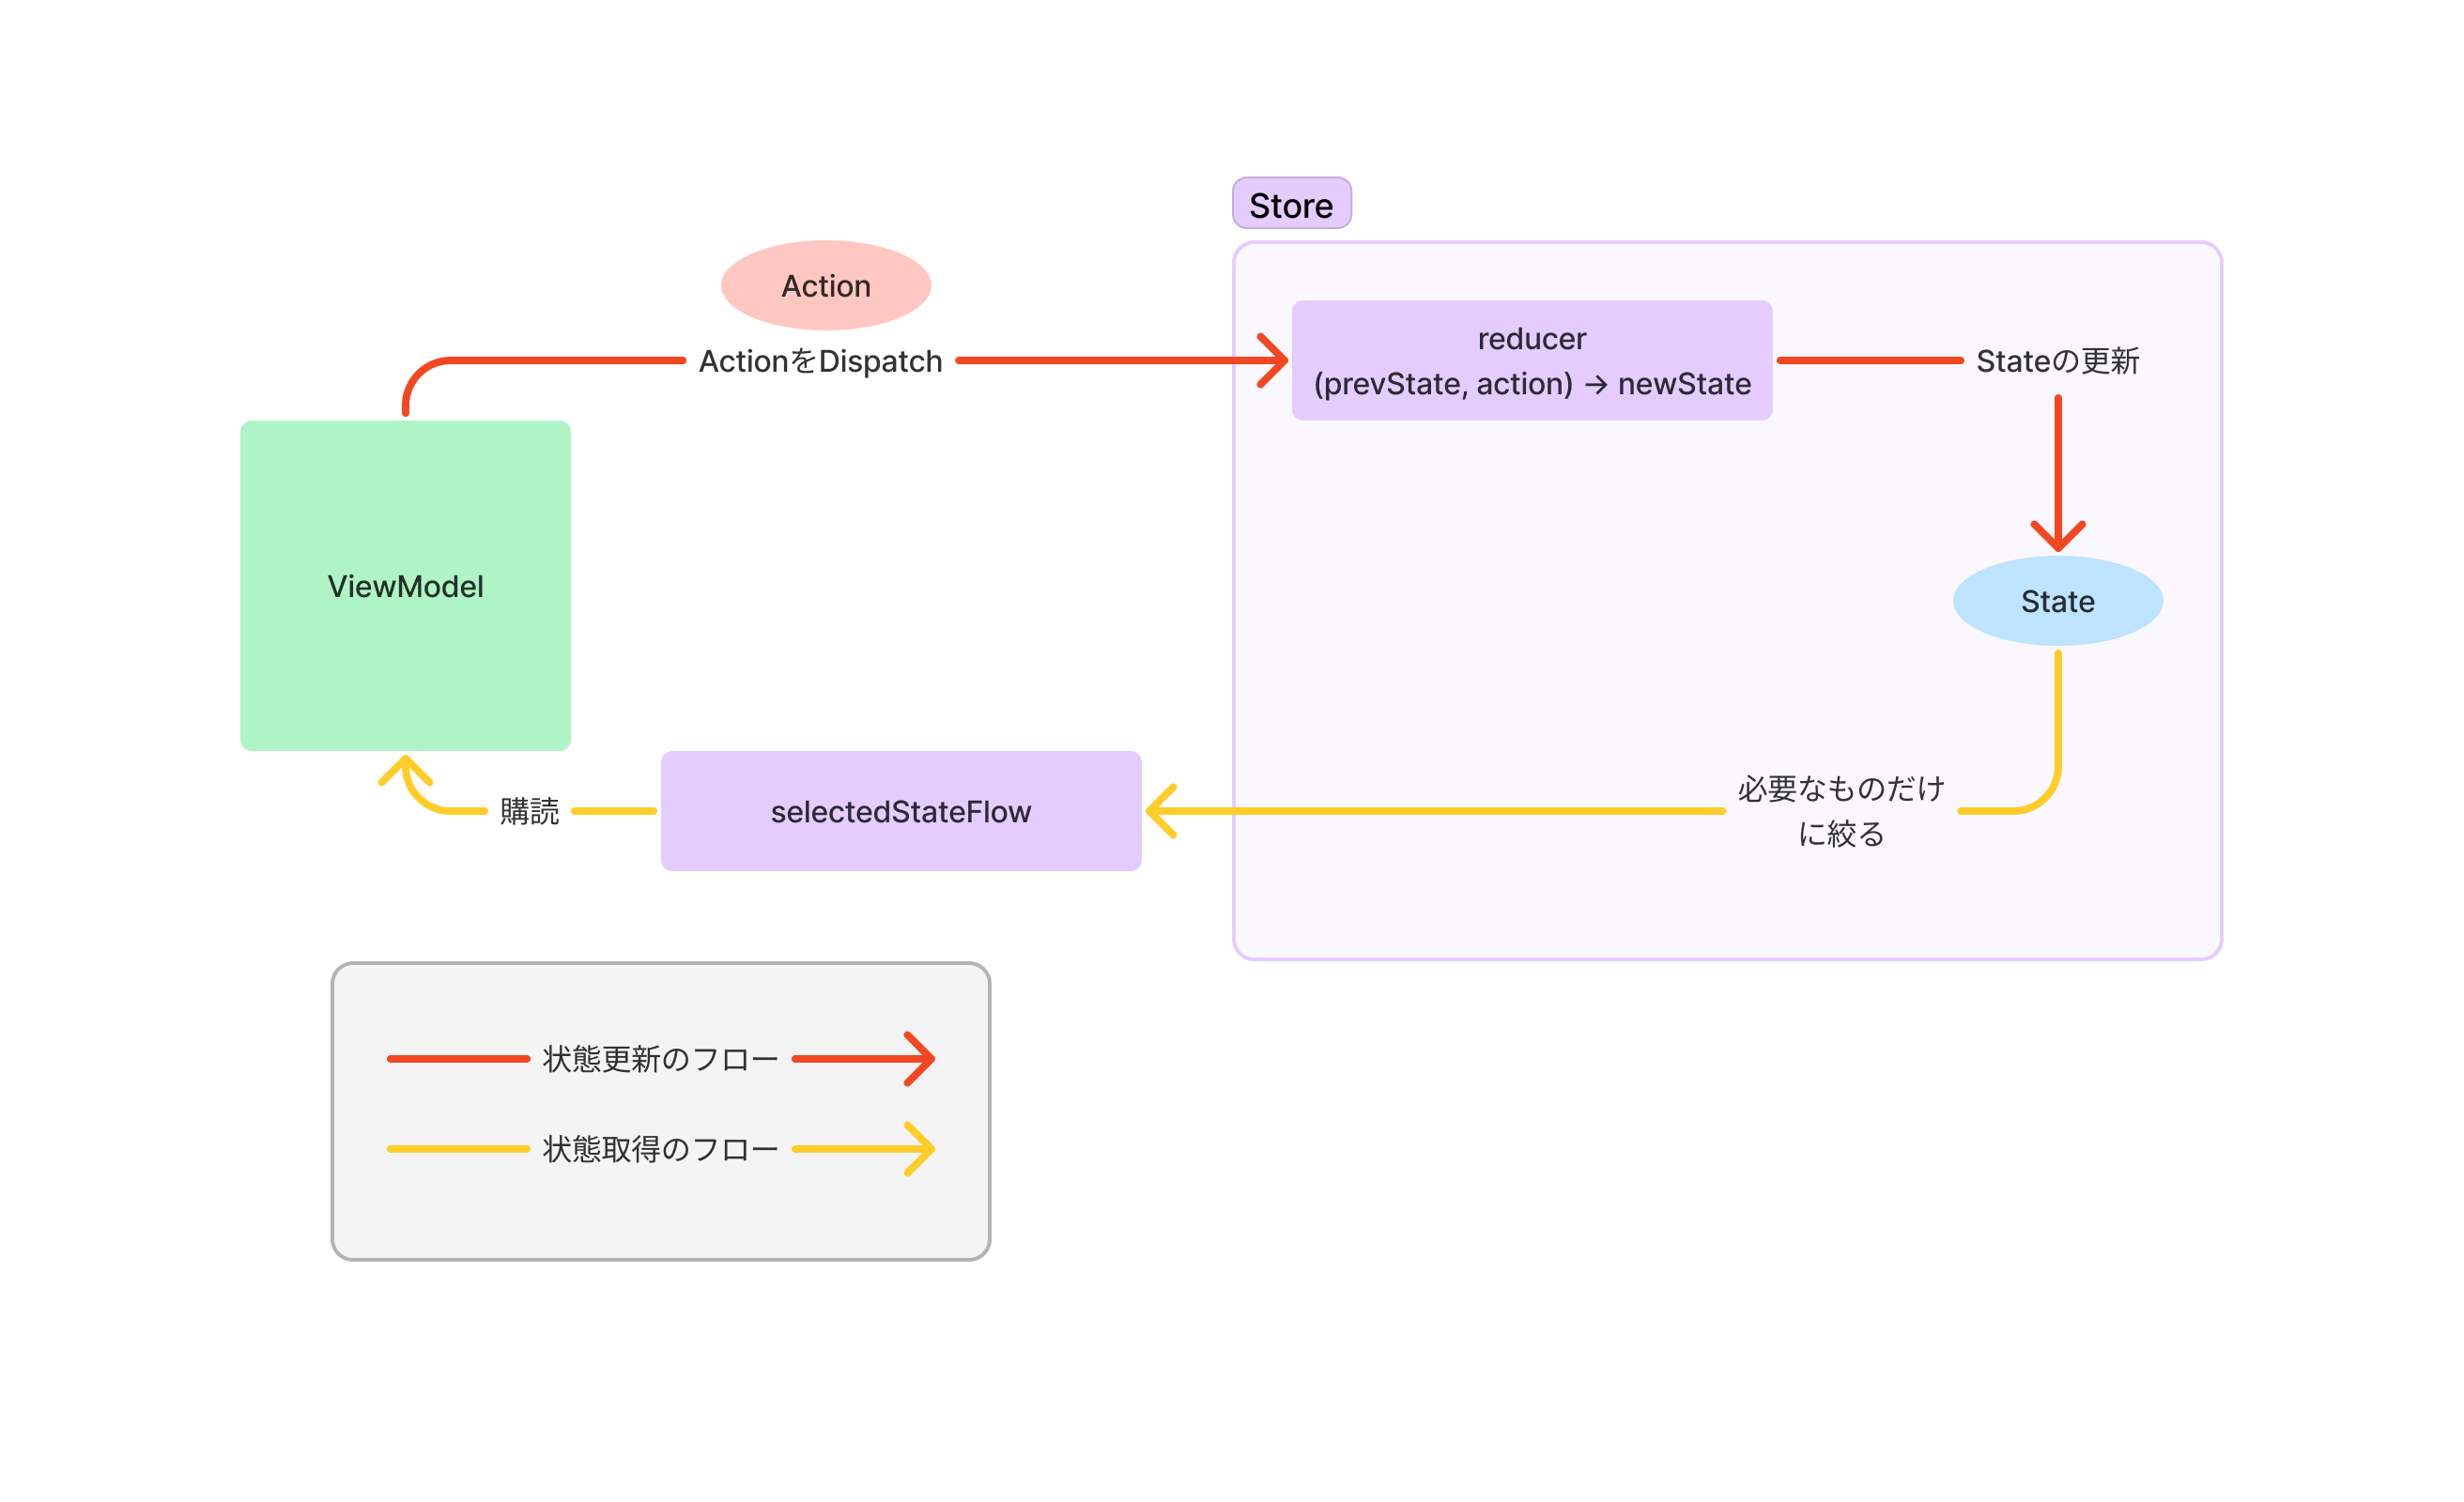 Store
Action
ActionをDispatch
reducer
(prevState, action) → newState
Stateの更新
ViewModel
State
必要なものだけ
に絞る
selectedStateFlow
購読
状態更新のフロー
状態取得のフロー